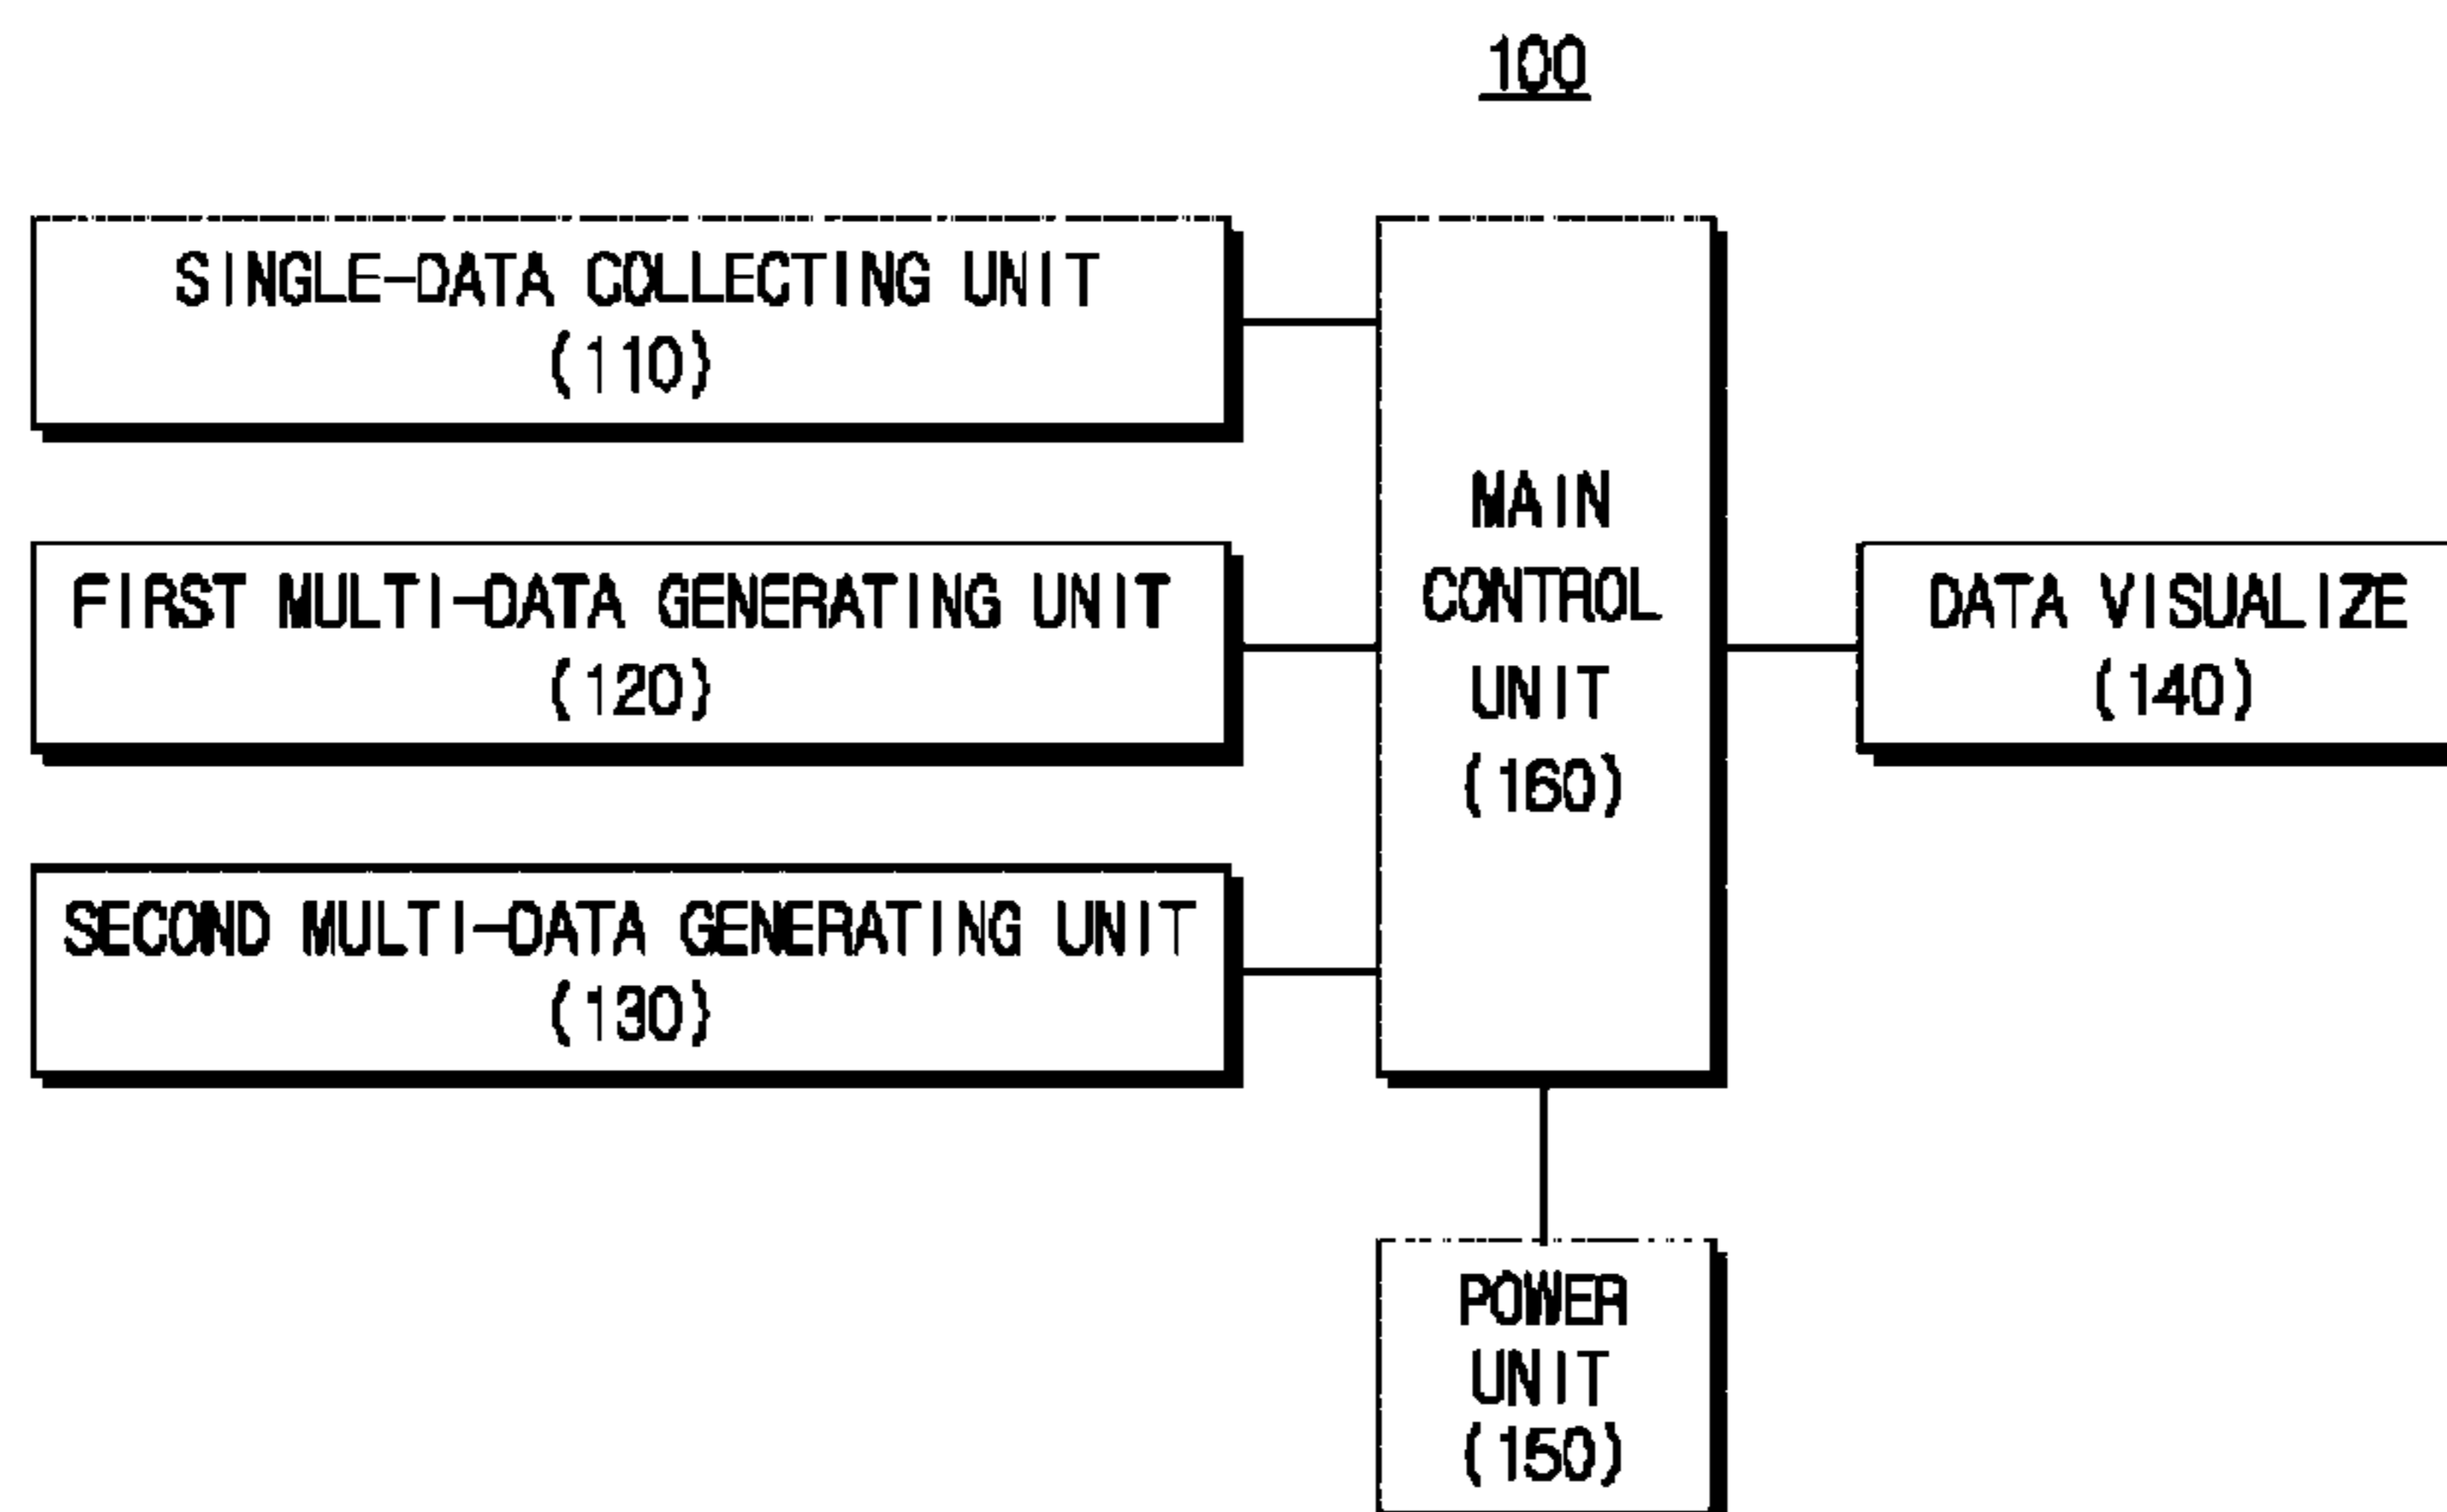 100
SINGLE-DATA COLLECTING UNIT
(110)
FIRST MULTI-DATA GENERATING UNIT
(120)
SECOND MULTI-DATA GENERATING UNIT
(130)
MAIN
CONTROL
UNIT
(160)
DATA VISUALIZE
(140)
POWER
UNIT
(150)